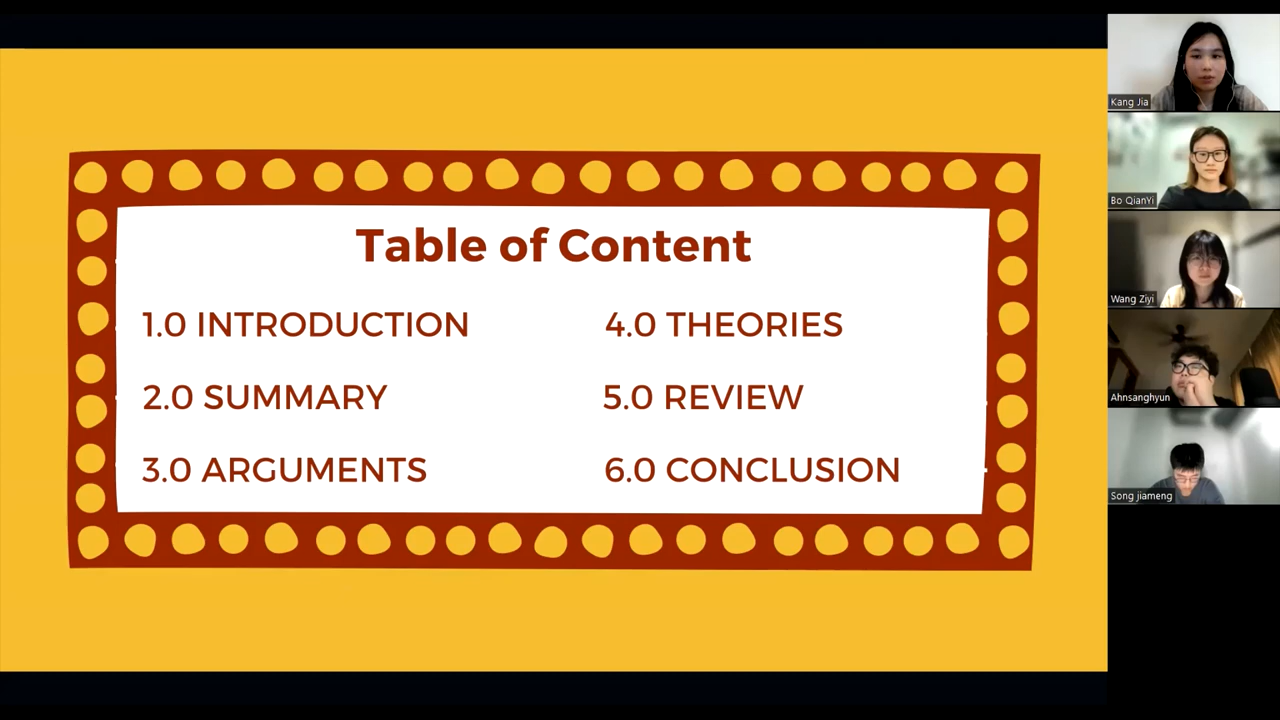 Table of Content
1.0 INTRODUCTION
2.0 SUMMARY
3.0 ARGUMENTS
4.0 THEORIES
5.0 REVIEW
6.0 CONCLUSION
Kang Jia
Bo QianYi
Wang Ziyi
Ahnsanghyun
Song jiameng